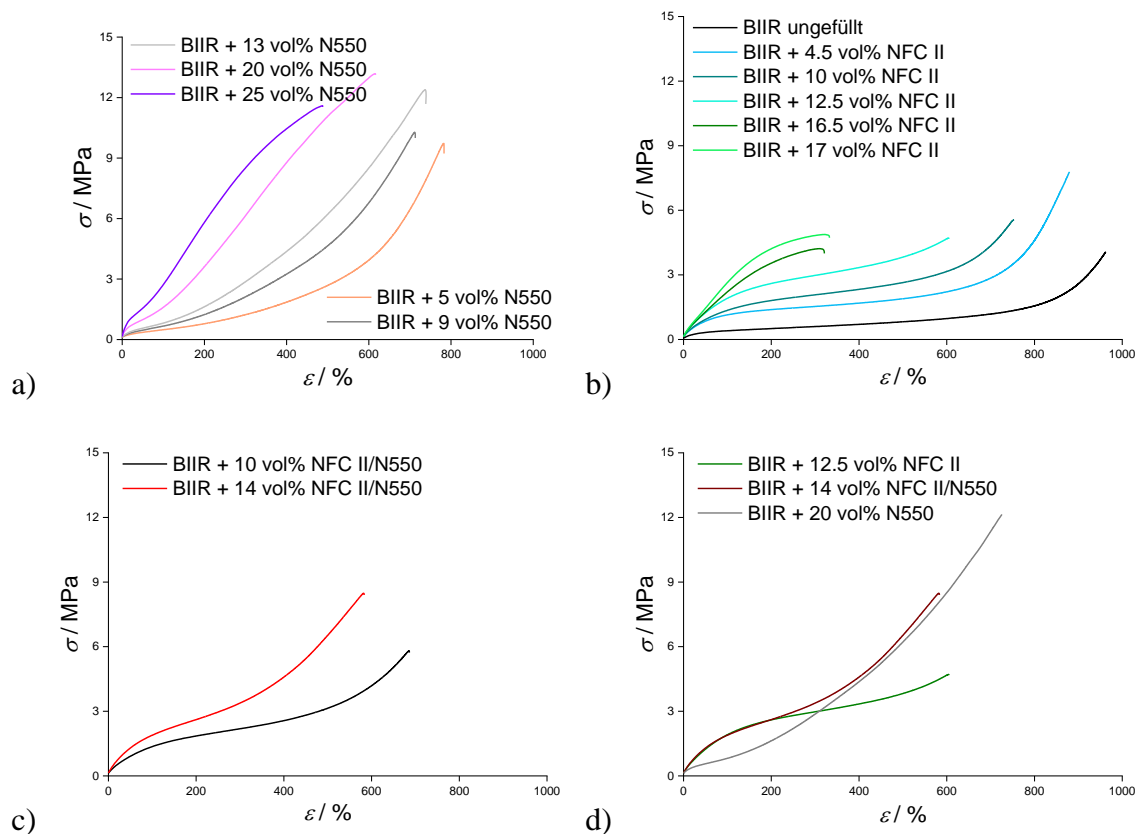 BIIR + 13 vol% N550
BIIR + 20 vol% N550
BIIR + 25 vol% N550
BIIR + 5 vol% N550
BIIR + 9 vol% N550
15
12
9
6
3
0
σ / MPa
0 200 400 600 800 1000
ε / %
a)
BIIR ungefüllt
BIIR + 4.5 vol% NFC II
BIIR + 10 vol% NFC II
BIIR + 12.5 vol% NFC II
BIIR + 16.5 vol% NFC II
BIIR + 17 vol% NFC II
15
12
9
6
3
0
σ / MPa
0 200 400 600 800 1000
ε / %
b)
BIIR + 10 vol% NFC II/N550
BIIR + 14 vol% NFC II/N550
15
12
9
6
3
0
σ / MPa
0 200 400 600 800 1000
ε / %
c)
BIIR + 12.5 vol% NFC II
BIIR + 14 vol% NFC II/N550
BIIR + 20 vol% N550
15
12
9
6
3
0
σ / MPa
0 200 400 600 800 1000
ε / %
d)